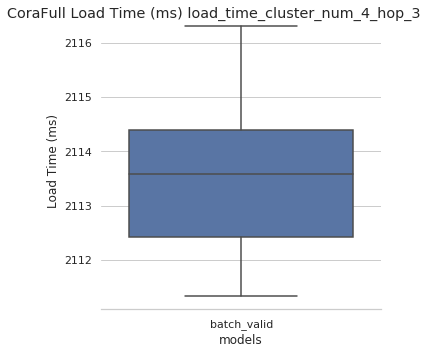 CoraFull Load Time (ms) load_time_cluster_num_4_hop_3
2116
2115
2114
2113
2112
Load Time (ms)
batch_valid
models